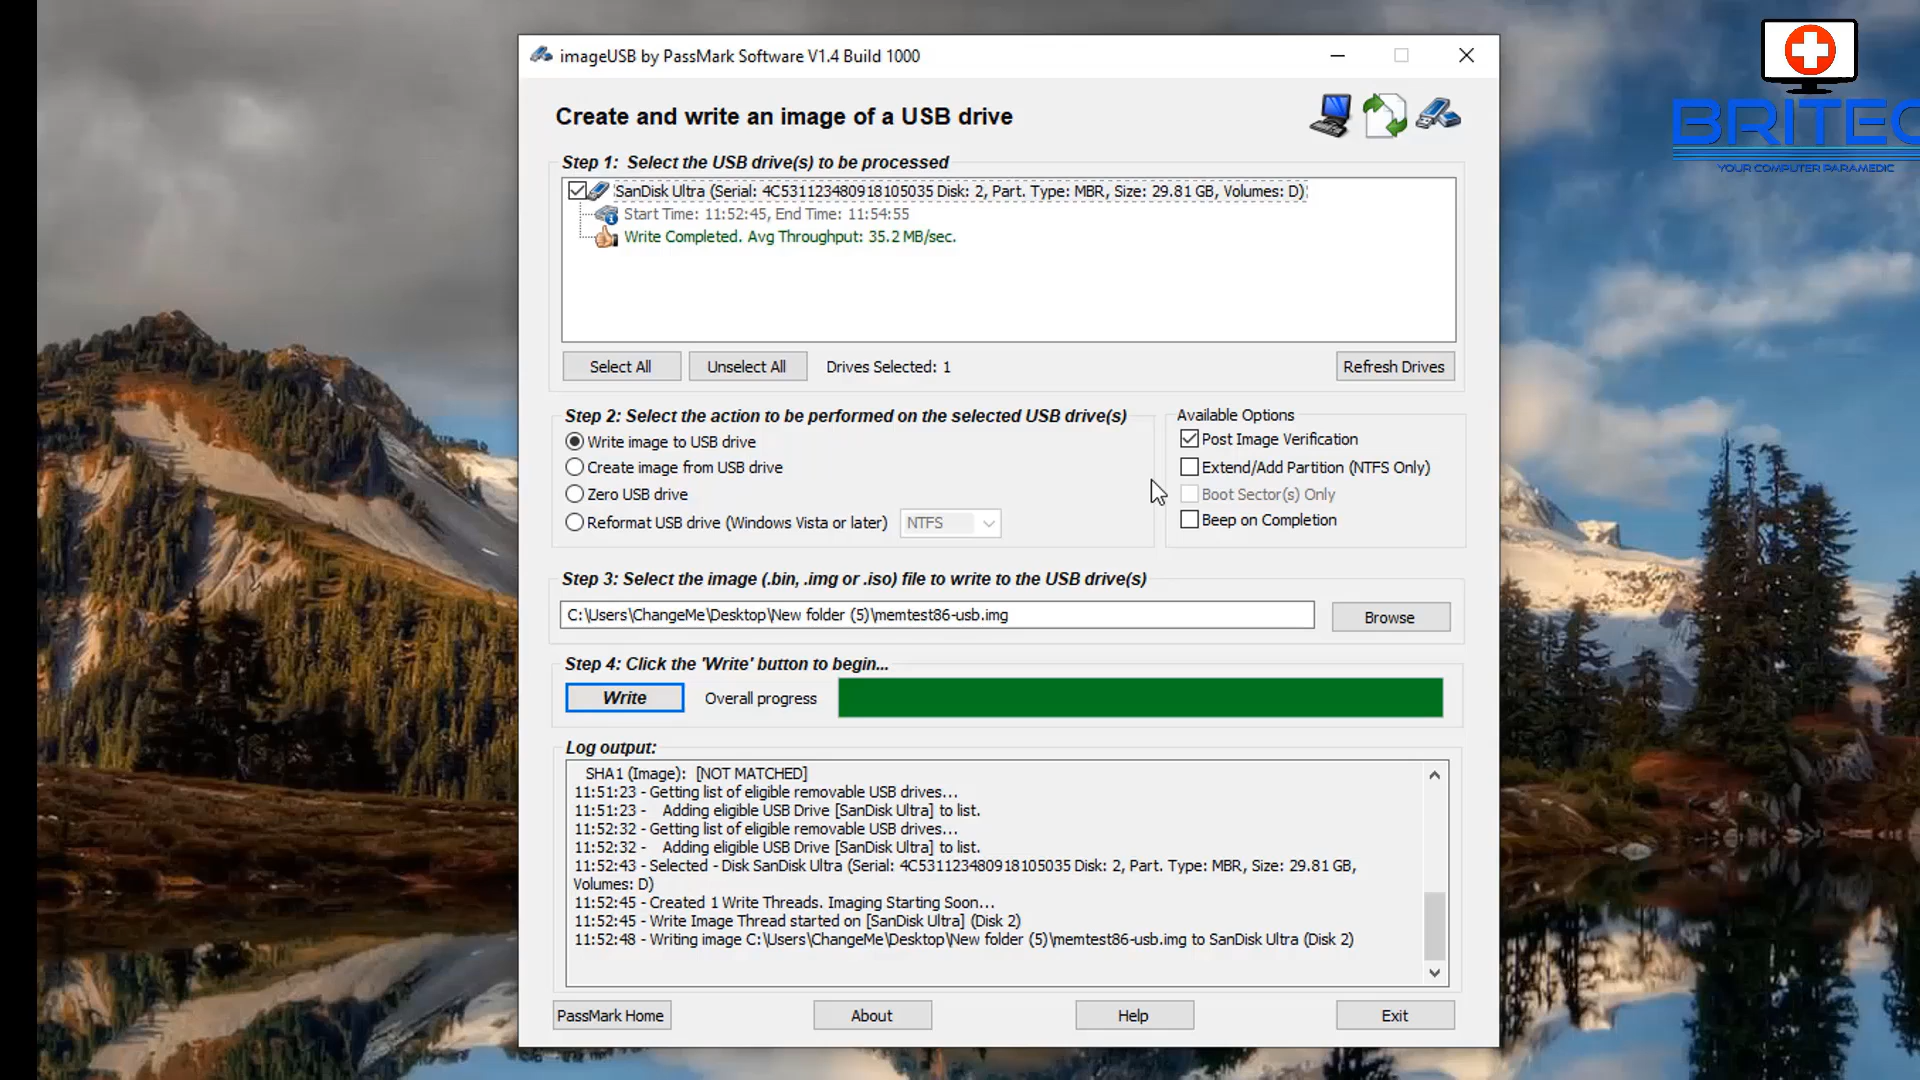 imageUSB by PassMark Software V1.4 Build 1000
Create and write an image of a USB drive
Step 1: Select the USB drive(s) to be processed
SanDisk Ultra (Serial: 4C531123480918105035 Disk: 2, Part. Type: MBR, Size: 29.81 GB, Volumes: D)
Start Time: 11:52:45, End Time: 11:54:55
Write Completed. Avg Throughput: 35.2 MB/sec.
Select All
Unselect All
Drives Selected: 1
Refresh Drives
Step 2: Select the action to be performed on the selected USB drive(s)
Write image to USB drive
Create image from USB drive
Zero USB drive
Reformat USB drive (Windows Vista or later)
NTFS
Available Options
Post Image Verification
Extend/Add Partition (NTFS Only)
Boot Sector(s) Only
Beep on Completion
Step 3: Select the image (.bin, .img or .iso) file to write to the USB drive(s)
C:\Users\ChangeMe\Desktop\New folder (5)\memtest86-usb.img
Browse
Step 4: Click the 'Write' button to begin...
Write
Overall progress
Log output:
SHA1 (Image): [NOT MATCHED]
11:51:23 - Getting list of eligible removable USB drives...
11:51:23 - Adding eligible USB Drive [SanDisk Ultra] to list.
11:52:32 - Getting list of eligible removable USB drives...
11:52:32 - Adding eligible USB Drive [SanDisk Ultra] to list.
11:52:43 - Selected - Disk SanDisk Ultra (Serial: 4C531123480918105035 Disk: 2, Part. Type: MBR, Size: 29.81 GB,
Volumes: D)
11:52:45 - Created 1 Write Threads. Imaging Starting Soon...
11:52:45 - Write Image Thread started on [SanDisk Ultra] (Disk 2)
11:52:48 - Writing image C:\Users\ChangeMe\Desktop\New folder (5)\memtest86-usb.img to SanDisk Ultra (Disk 2)
PassMark Home
About
Help
Exit
BRITEC
YOUR COMPUTER PARAMEDIC